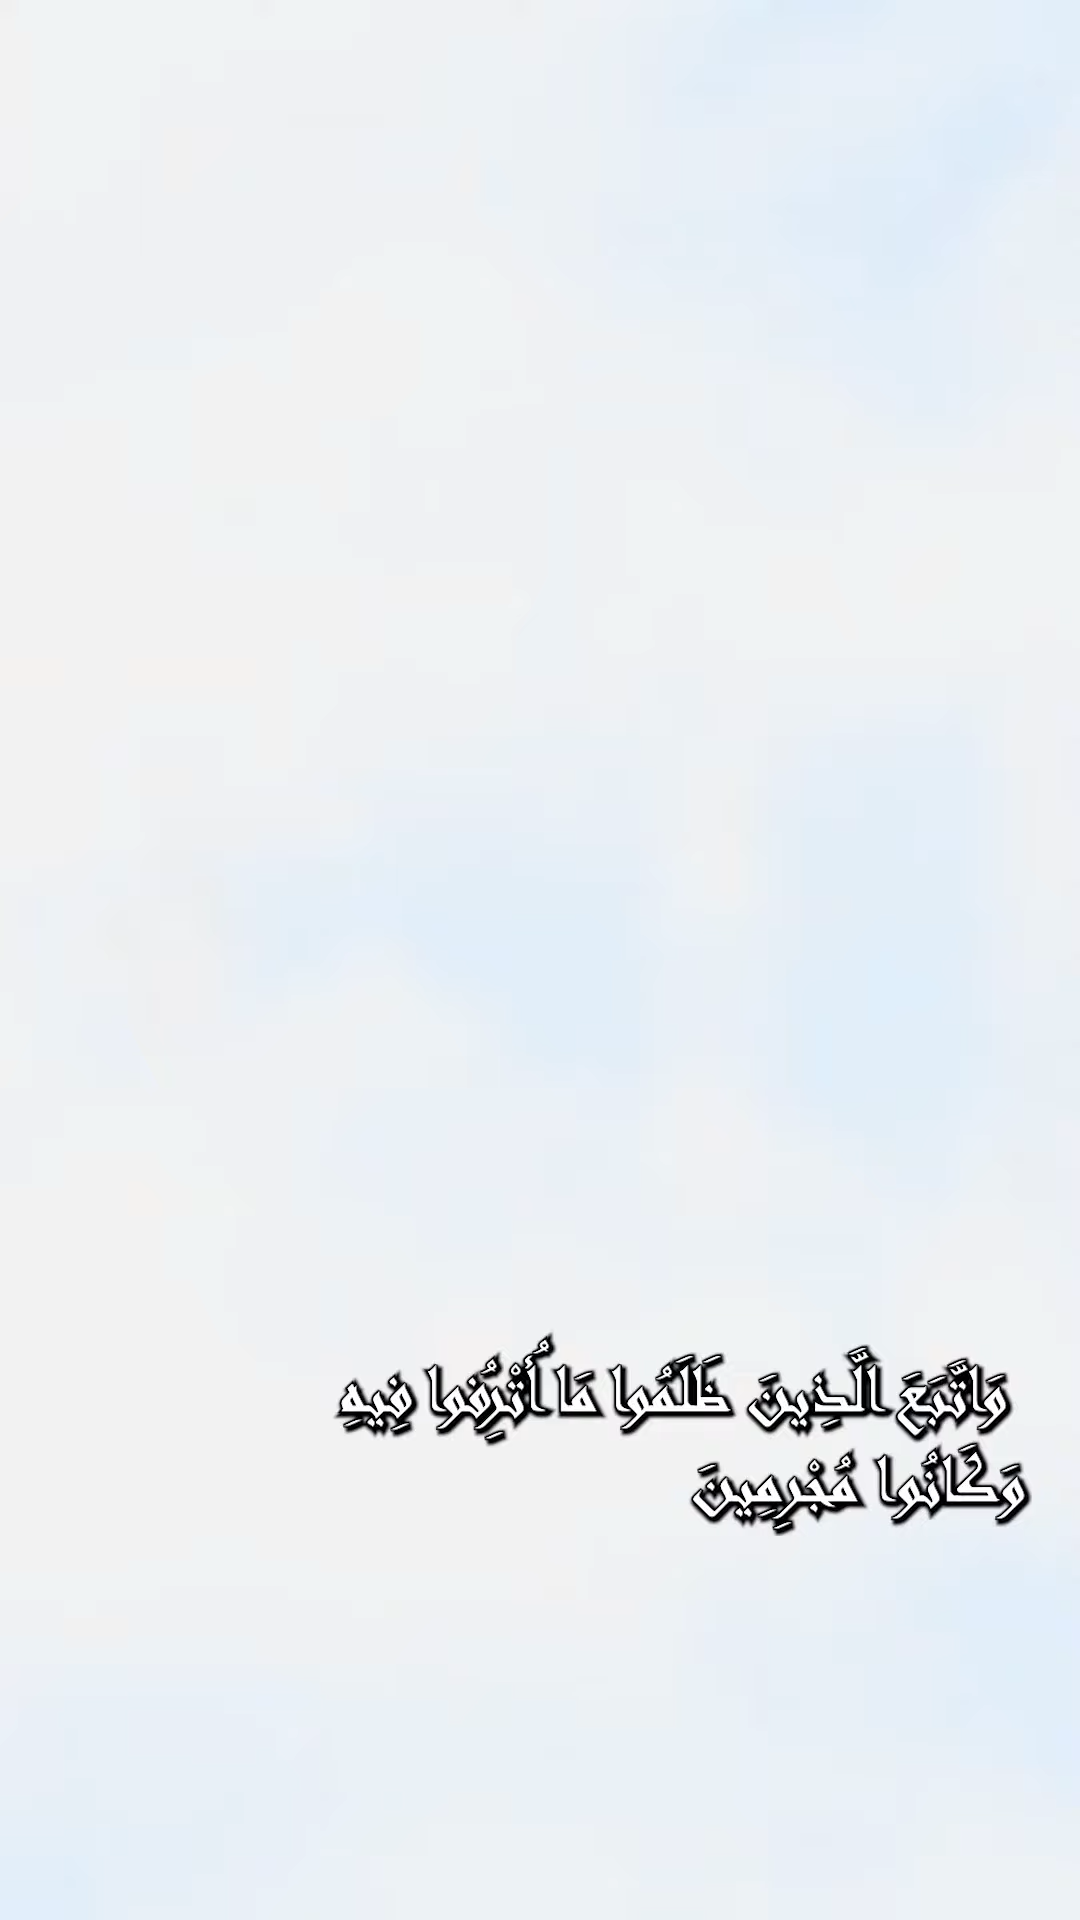 وَاتَّبَعَ الَّذِينَ ظَلَمُوا مَا أُتْرِفُوا فِيهِ
وَكَانُوا مُجْرِمِينَ